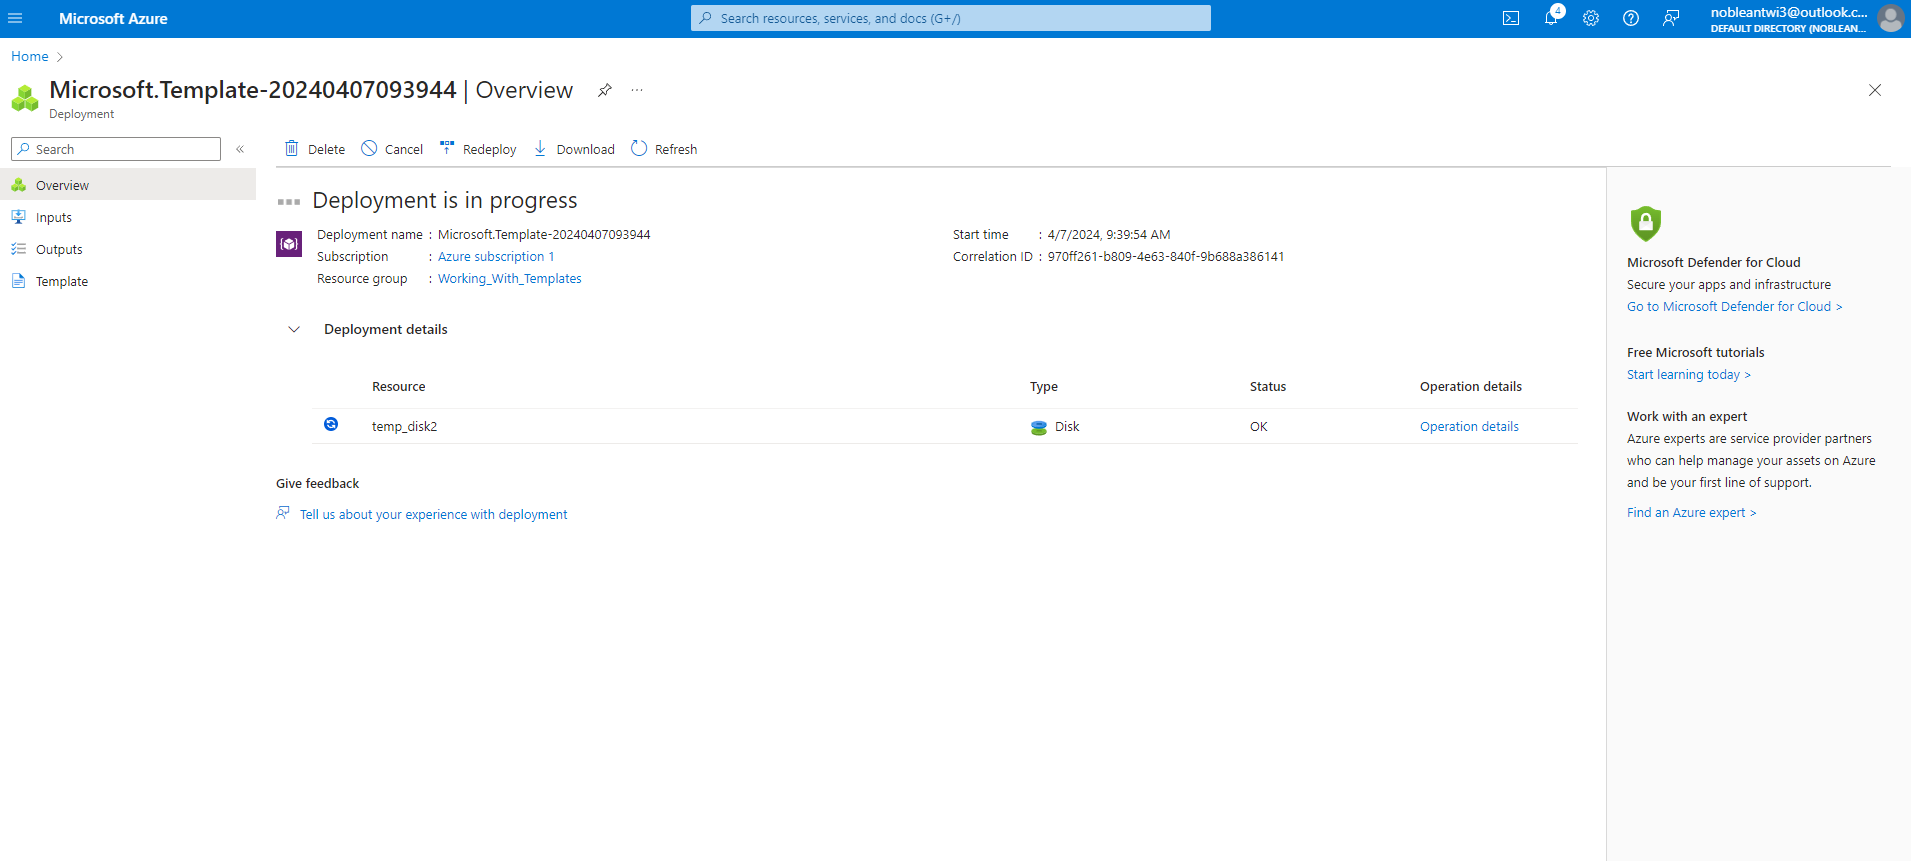 Microsoft Azure
Search resources, services, and docs (G+/)
4
nobleantwi3@outlook.c...
DEFAULT DIRECTORY (NOBLEAN...
Home
Microsoft.Template-20240407093944 | Overview
Deployment
Search
Delete
Cancel
Redeploy
Download
Refresh
Overview
Inputs
Outputs
Template
Deployment is in progress
Deployment name : Microsoft.Template-20240407093944
Subscription : Azure subscription 1
Resource group : Working_With_Templates
Start time : 4/7/2024, 9:39:54 AM
Correlation ID : 970ff261-b809-4e63-840f-9b688a386141
Deployment details
Resource Type Status Operation details
temp_disk2 Disk OK Operation details
Give feedback
Tell us about your experience with deployment
Microsoft Defender for Cloud
Secure your apps and infrastructure
Go to Microsoft Defender for Cloud >
Free Microsoft tutorials
Start learning today >
Work with an expert
Azure experts are service provider partners
who can help manage your assets on Azure
and be your first line of support.
Find an Azure expert >